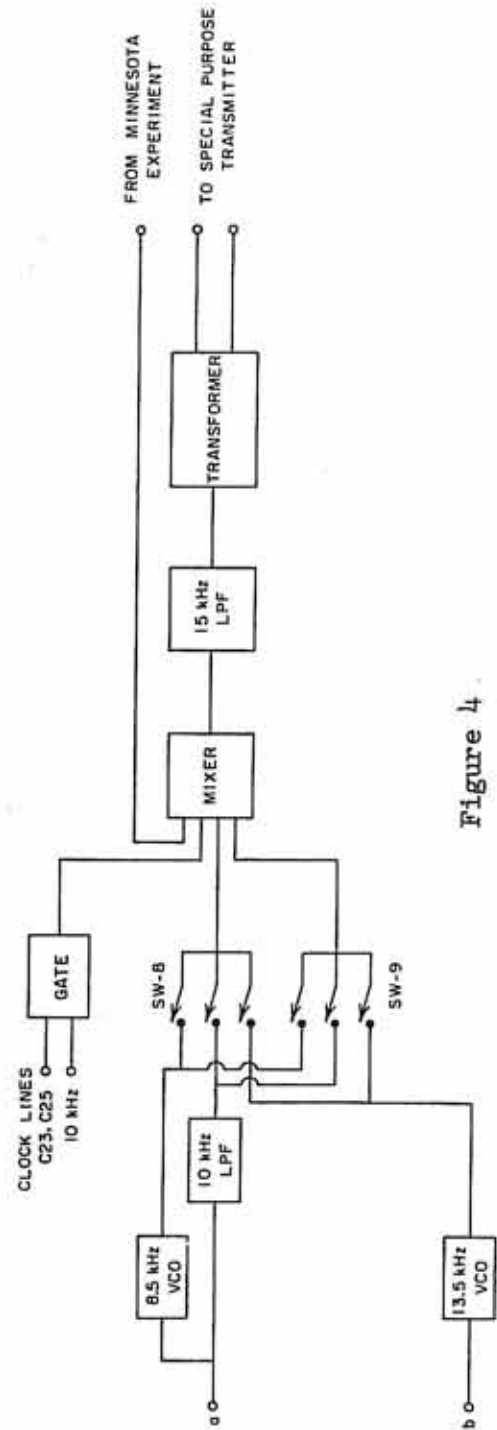 CLOCK LINES
C23, C25
10 kHz
GATE
FROM MINNESOTA
EXPERIMENT
TO SPECIAL PURPOSE
TRANSMITTER
a
8.5 kHz
VCO
10 kHz
LPF
SW-8
MIXER
15 kHz
LPF
TRANSFORMER
SW-9
b
13.5 kHz
VCO
Figure 4